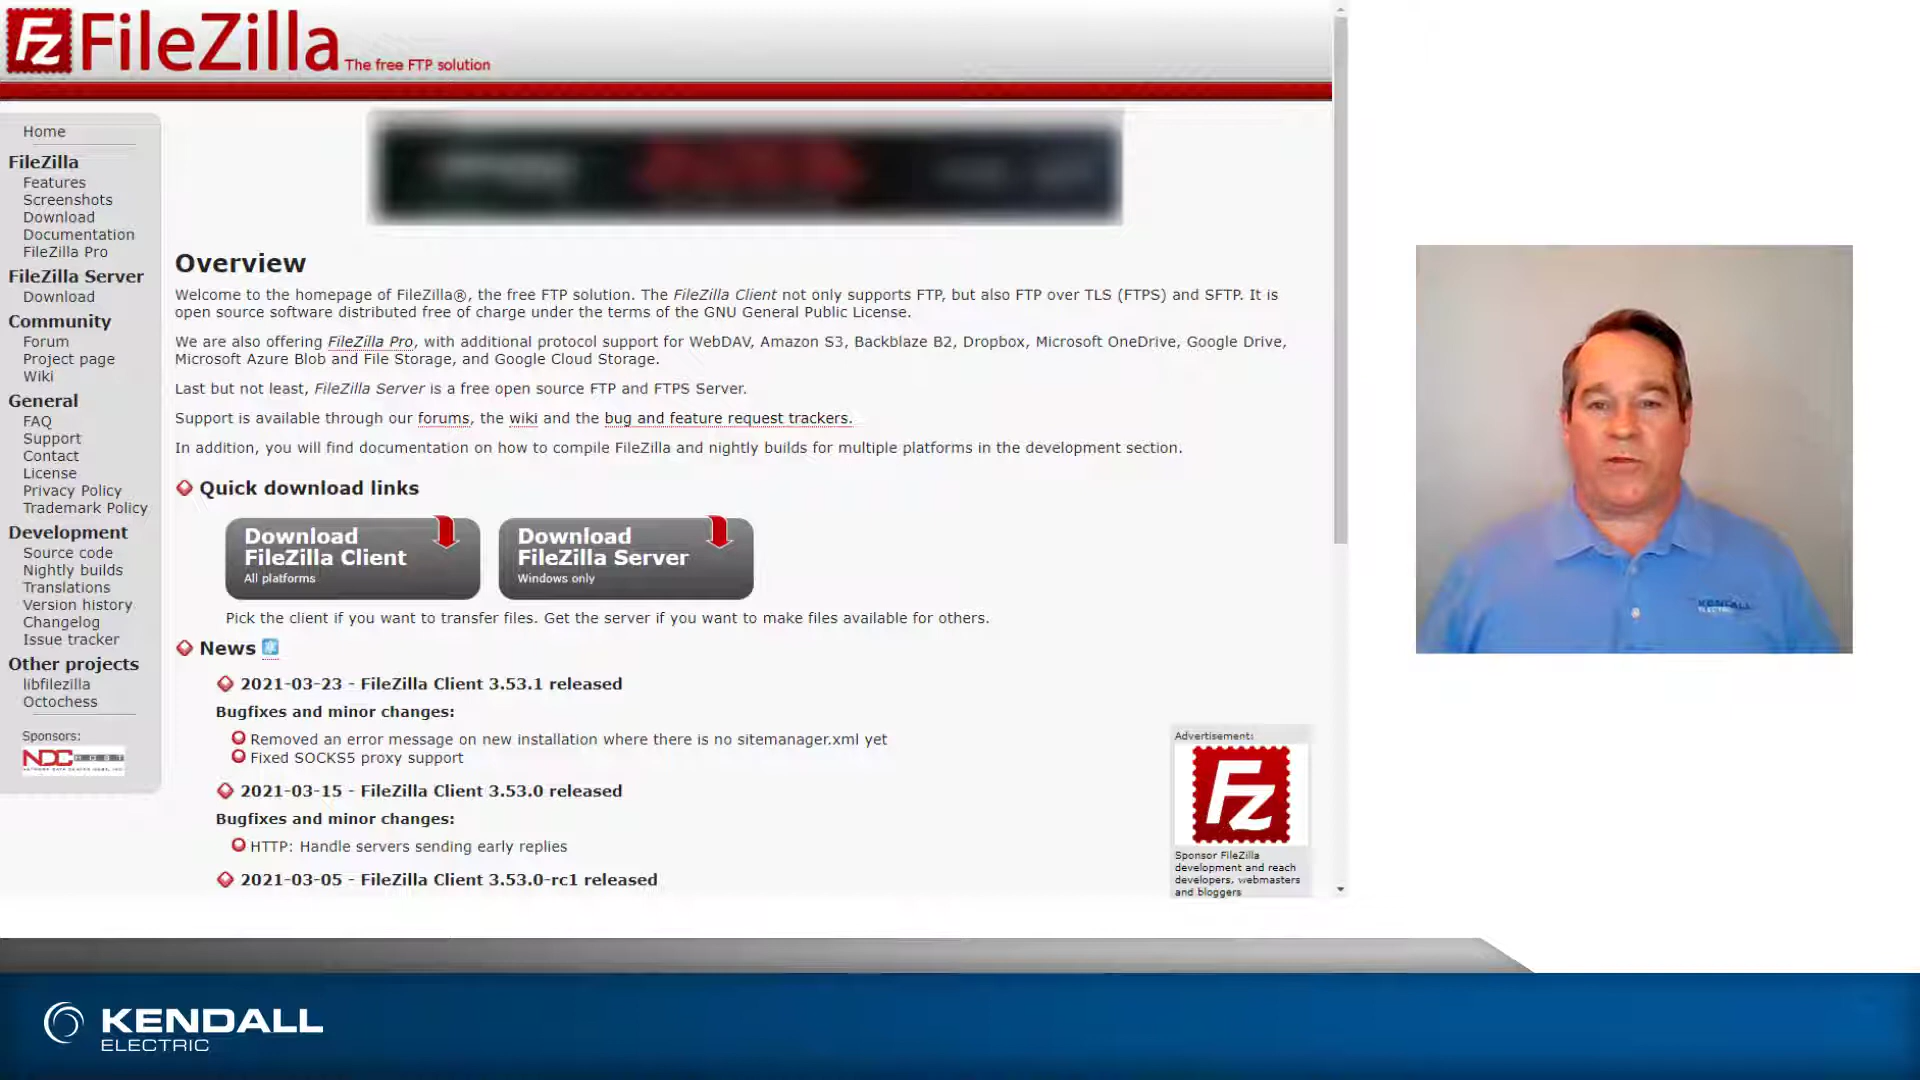 FileZilla
The free FTP solution
Home
FileZilla
Features
Screenshots
Download
Documentation
FileZilla Pro
FileZilla Server
Download
Community
Forum
Project page
Wiki
General
FAQ
Support
Contact
License
Privacy Policy
Trademark Policy
Development
Source code
Nightly builds
Translations
Version history
Changelog
Issue tracker
Other projects
libfilezilla
Octochess
Sponsors:
NDC HOST
Overview
Welcome to the homepage of FileZilla®, the free FTP solution. The FileZilla Client not only supports FTP, but also FTP over TLS (FTPS) and SFTP. It is
open source software distributed free of charge under the terms of the GNU General Public License.
We are also offering FileZilla Pro, with additional protocol support for WebDAV, Amazon S3, Backblaze B2, Dropbox, Microsoft OneDrive, Google Drive,
Microsoft Azure Blob and File Storage, and Google Cloud Storage.
Last but not least, FileZilla Server is a free open source FTP and FTPS Server.
Support is available through our forums, the wiki and the bug and feature request trackers.
In addition, you will find documentation on how to compile FileZilla and nightly builds for multiple platforms in the development section.
Quick download links
Download
FileZilla Client
All platforms
Download
FileZilla Server
Windows only
Pick the client if you want to transfer files. Get the server if you want to make files available for others.
News
2021-03-23 - FileZilla Client 3.53.1 released
Bugfixes and minor changes:
Removed an error message on new installation where there is no sitemanager.xml yet
Fixed SOCKS5 proxy support
2021-03-15 - FileZilla Client 3.53.0 released
Bugfixes and minor changes:
HTTP: Handle servers sending early replies
2021-03-05 - FileZilla Client 3.53.0-rc1 released
Advertisement:
Fz
Sponsor FileZilla
development and reach
developers, webmasters
and bloggers
KENDALL
ELECTRIC
KENDALL
ELECTRIC